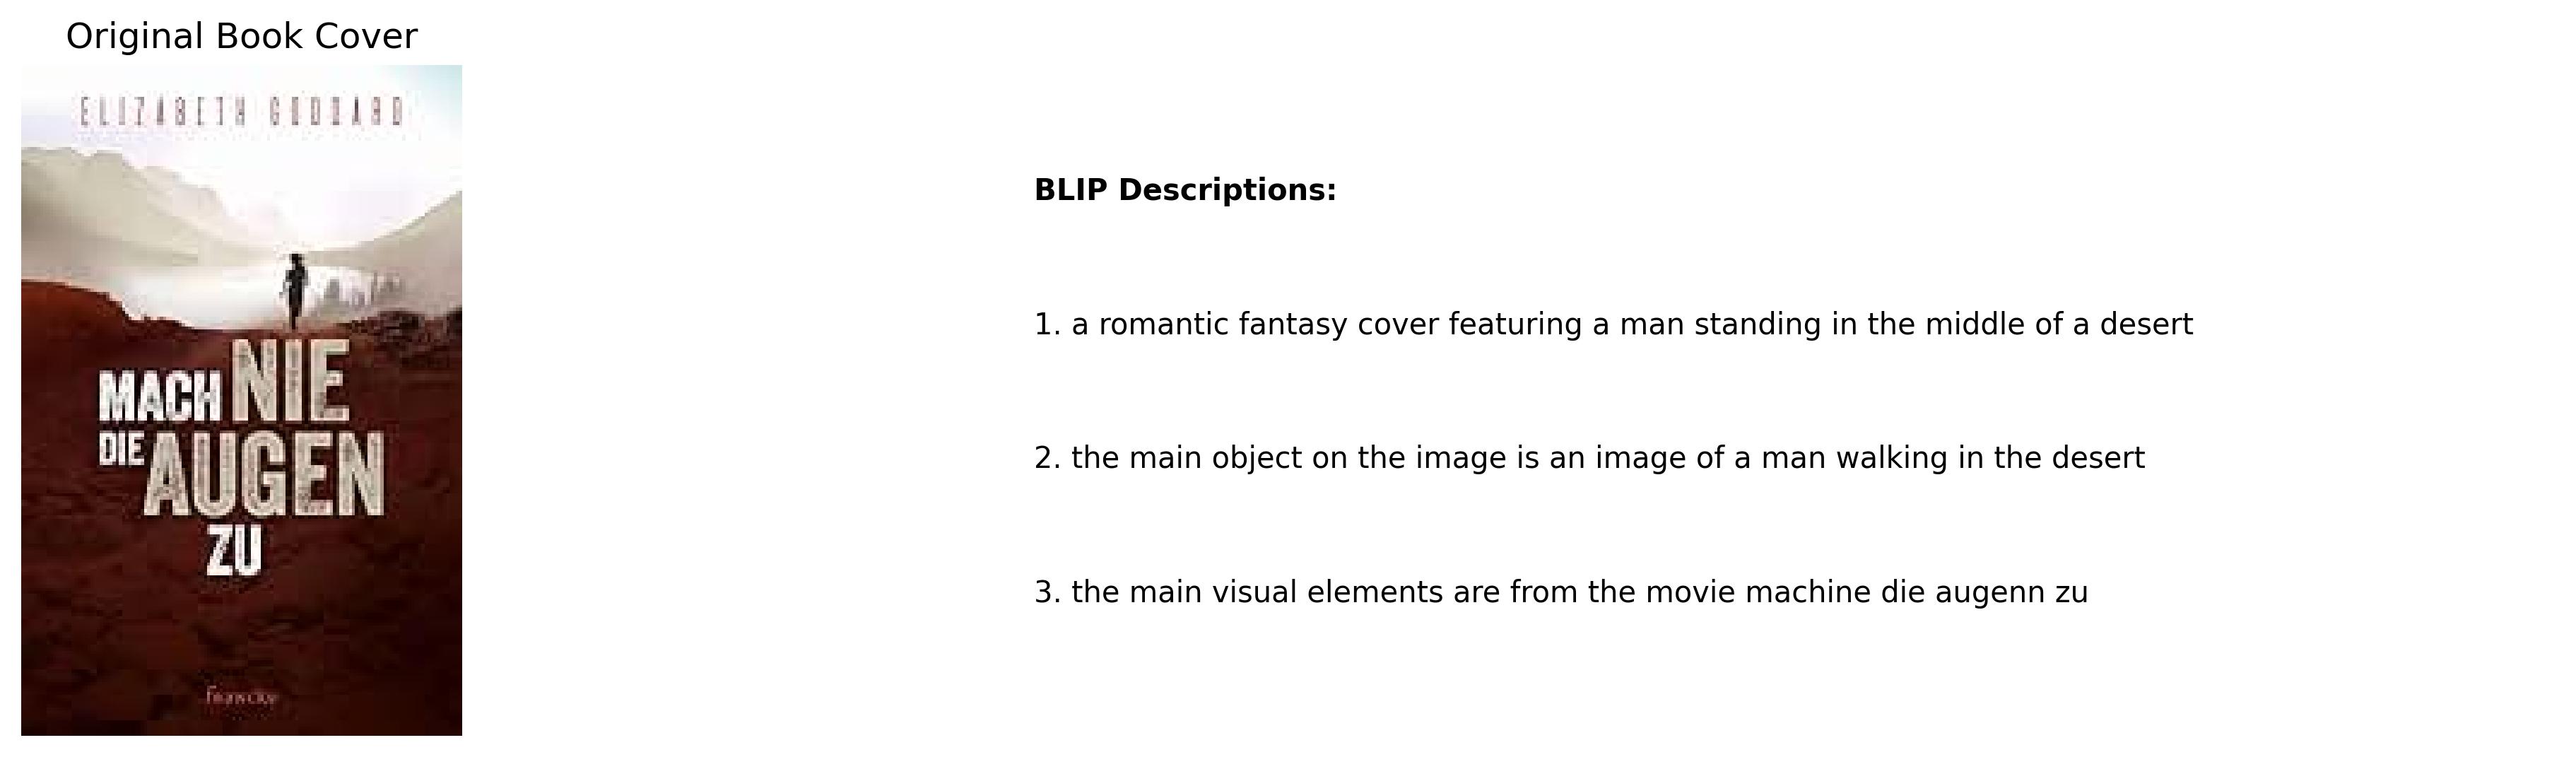 Original Book Cover
ELIZABETH GODDARD
MACH NIE
DIE AUGEN
ZU
Francke
BLIP Descriptions:
1. a romantic fantasy cover featuring a man standing in the middle of a desert
2. the main object on the image is an image of a man walking in the desert
3. the main visual elements are from the movie machine die augenn zu